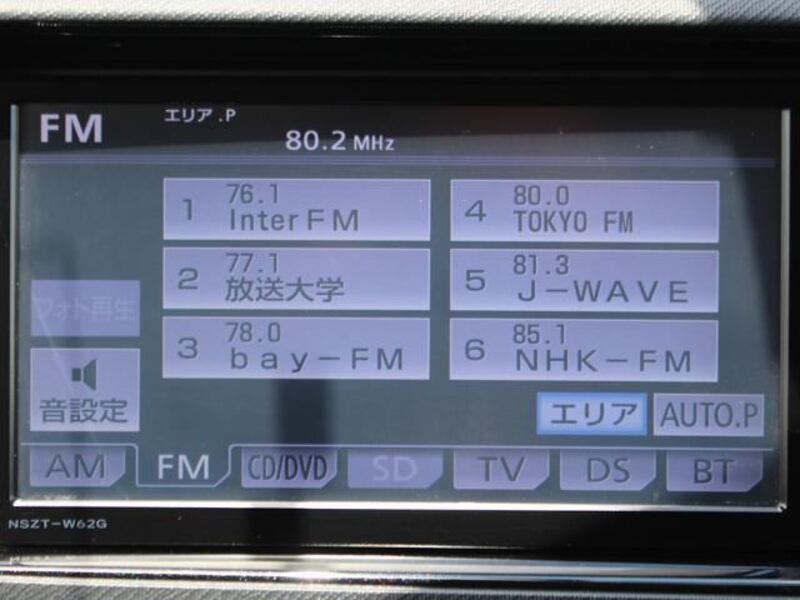 FM
エリア.P
80.2 MHz
1 76.1
InterFM
2 77.1
放送大学
3 78.0
bay-FM
4 80.0
TOKYO FM
5 81.3
J-WAVE
6 85.1
NHK-FM
フォト再生
音設定
エリア
AUTO.P
AM
FM
CD/DVD
SD
TV
DS
BT
NSZT-W62G